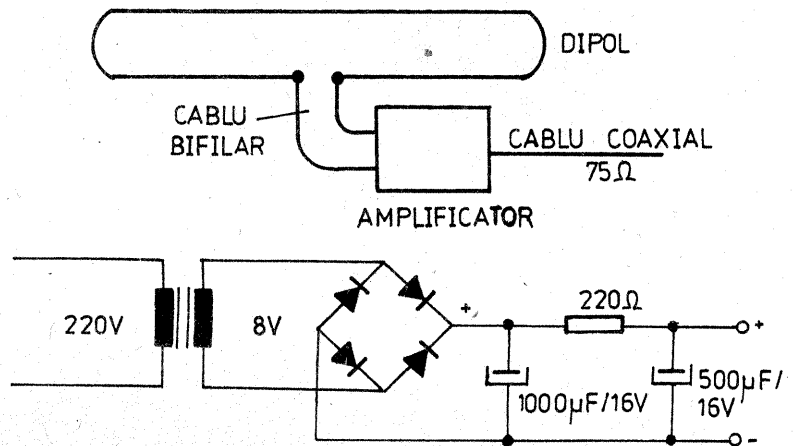 DIPOL
CABLU
BIFILAR
CABLU COAXIAL
75Ω
AMPLIFICATOR
220V
8V
+
220Ω
+
1000µF/16V
500µF/
16V
-